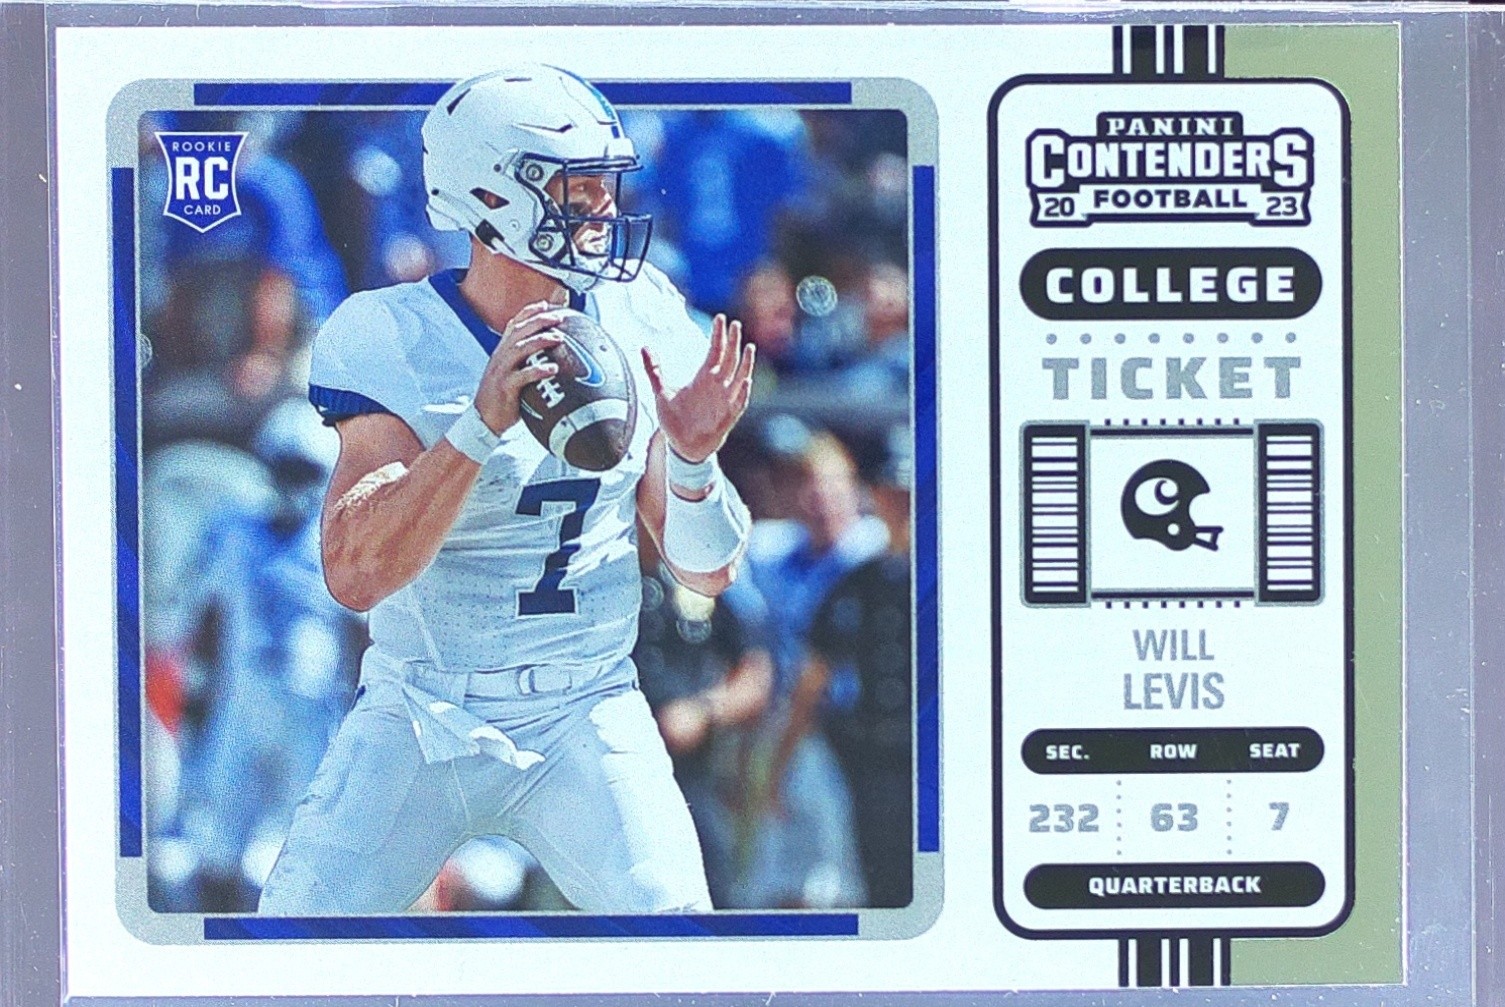 ROOKIE
RC
CARD
7
PANINI
CONTENDERS
20 FOOTBALL 23
COLLEGE
TICKET
C
WILL
LEVIS
SEC. ROW SEAT
232 63 7
QUARTERBACK